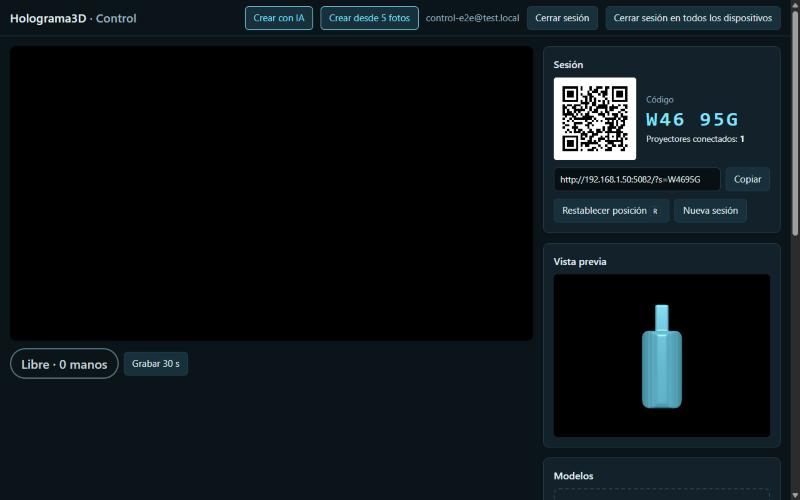 Holograma3D · Control
Crear con IA
Crear desde 5 fotos
control-e2e@test.local
Cerrar sesión
Cerrar sesión en todos los dispositivos
Sesión
Código
W46 95G
Proyectores conectados: 1
http://192.168.1.50:5082/?s=W4695G
Copiar
Restablecer posición R
Nueva sesión
Vista previa
Libre · 0 manos
Grabar 30 s
Modelos